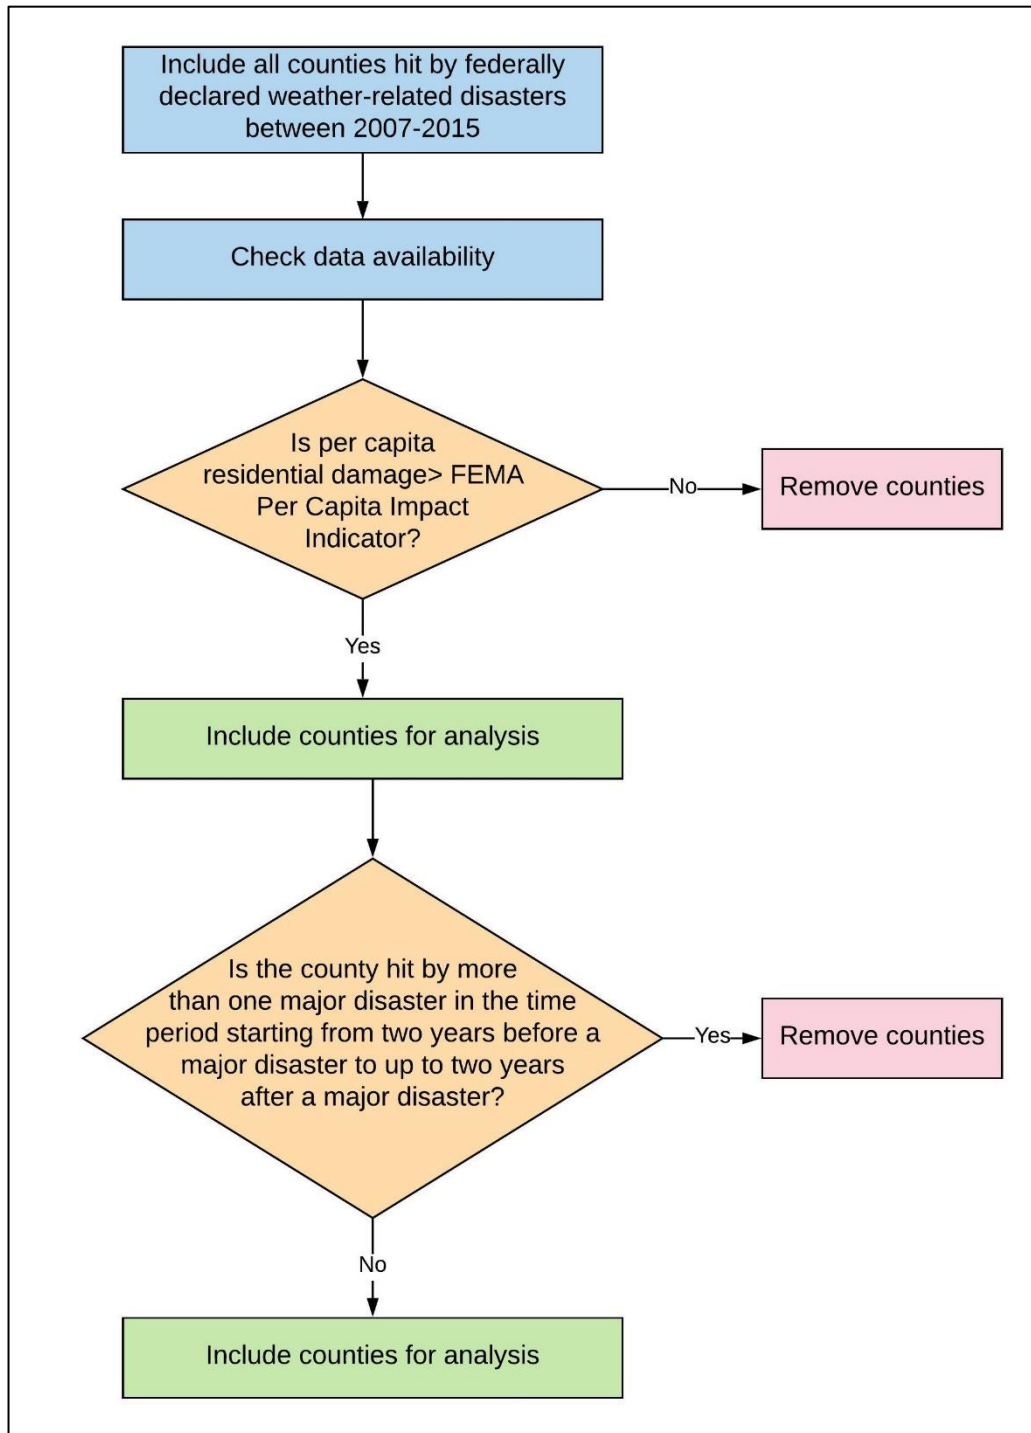 Include all counties hit by federally
declared weather-related disasters
between 2007-2015
Check data availability
Is per capita
residential damage> FEMA
Per Capita Impact
Indicator?
No
Remove counties
Yes
Include counties for analysis
Is the county hit by more
than one major disaster in the time
period starting from two years before a
major disaster to up to two years
after a major disaster?
Yes
Remove counties
No
Include counties for analysis